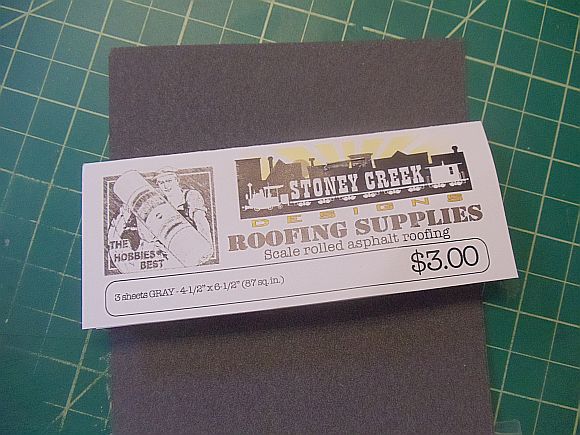 STONEY CREEK
DESIGNS
ROOFING SUPPLIES
Scale rolled asphalt roofing
THE
HOBBIES
BEST
$3.00
3 sheets GRAY - 4-1/2" x 6-1/2" (87 sq. in.)